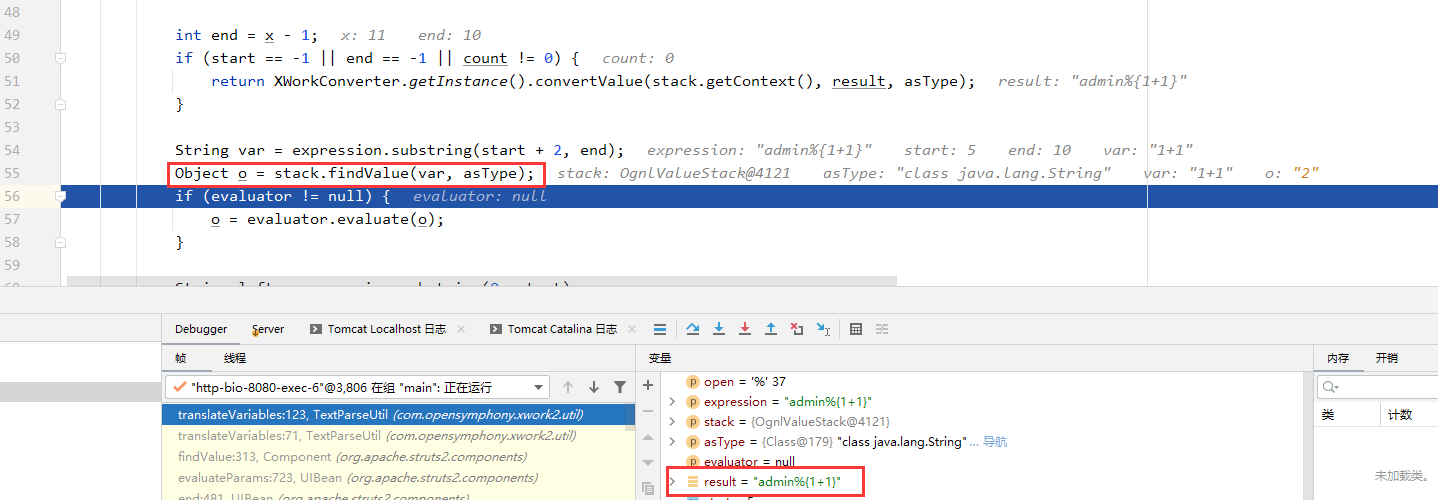 48
49 int end = x - 1; x: 11 end: 10
50 if (start == -1 || end == -1 || count != 0) { count: 0
51 return XWorkConverter.getInstance().convertValue(stack.getContext(), result, asType); result: "admin%{1+1}"
52 }
53
54 String var = expression.substring(start + 2, end); expression: "admin%{1+1}" start: 5 end: 10 var: "1+1"
55 Object o = stack.findValue(var, asType); stack: OgnlValueStack@4121 asType: "class java.lang.String" var: "1+1" o: "2"
56 if (evaluator != null) { evaluator: null
57 o = evaluator.evaluate(o);
58 }
59
Debugger Server Tomcat Localhost 日志 Tomcat Catalina 日志
帧 线程
"http-bio-8080-exec-6"@3,806 在组 "main": 正在运行
translateVariables:123, TextParseUtil (com.opensymphony.xwork2.util)
translateVariables:71, TextParseUtil (com.opensymphony.xwork2.util)
findValue:313, Component (org.apache.struts2.components)
evaluateParams:723, UIBean (org.apache.struts2.components)
end:481, UIBean (org.apache.struts2.components)
变量
open = '%' 37
expression = "admin%{1+1}"
stack = {OgnlValueStack@4121}
asType = {Class@179} "class java.lang.String"... 导航
evaluator = null
result = "admin%{1+1}"
内存 开销
类 计数
未加载类。